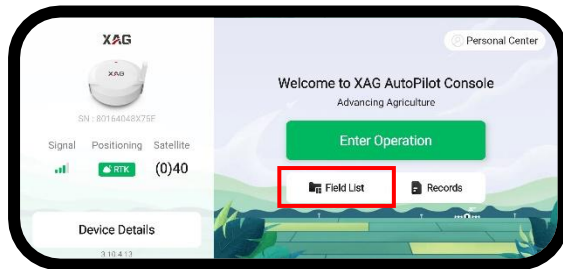 XAG
XAG
SN : 80164048X75F
Signal Positioning Satellite
RTK (0)40
Device Details
3.10.4.13
Personal Center
Welcome to XAG AutoPilot Console
Advancing Agriculture
Enter Operation
Field List
Records